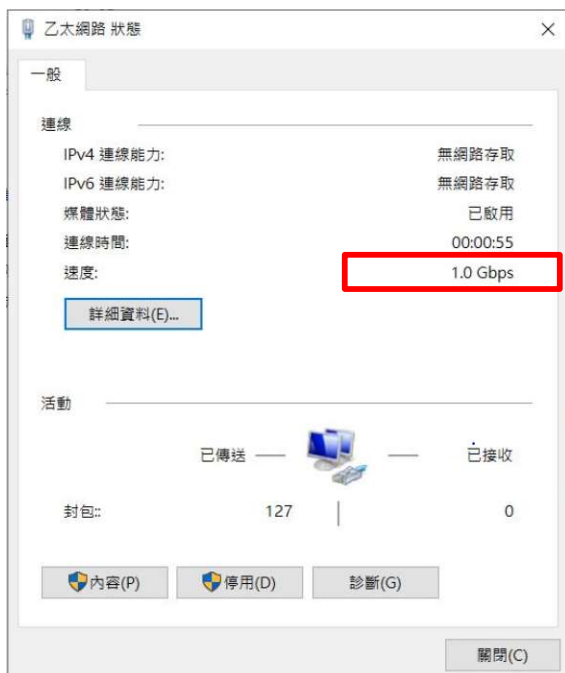 乙太網路 狀態
一般
連線
IPv4 連線能力: 無網路存取
IPv6 連線能力: 無網路存取
媒體狀態: 已啟用
連線時間: 00:00:55
速度: 1.0 Gbps
詳細資料(E)...
活動
已傳送 已接收
封包:: 127 0
內容(P) 停用(D) 診斷(G)
關閉(C)